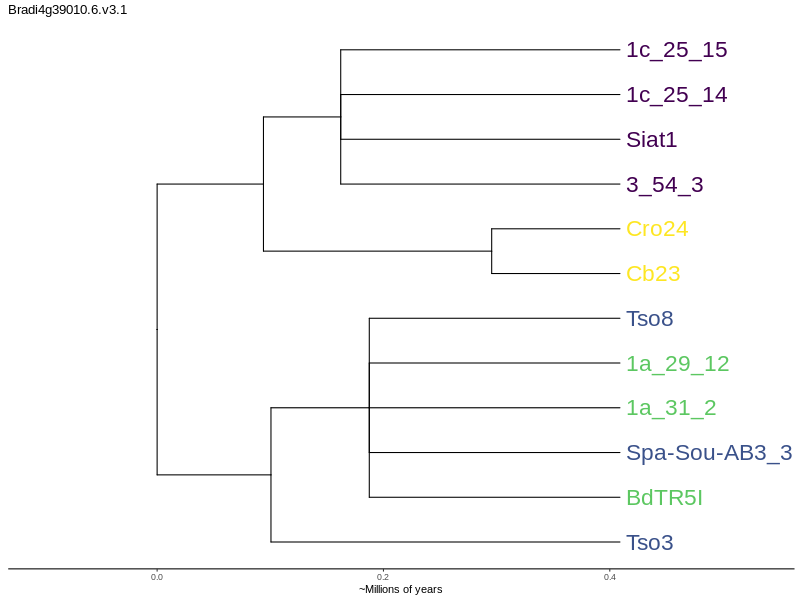 Bradi4g39010.6.v3.1
1c_25_15
1c_25_14
Siat1
3_54_3
Cro24
Cb23
Tso8
1a_29_12
1a_31_2
Spa-Sou-AB3_3
BdTR5I
Tso3
0.0 0.2 0.4
~Millions of years